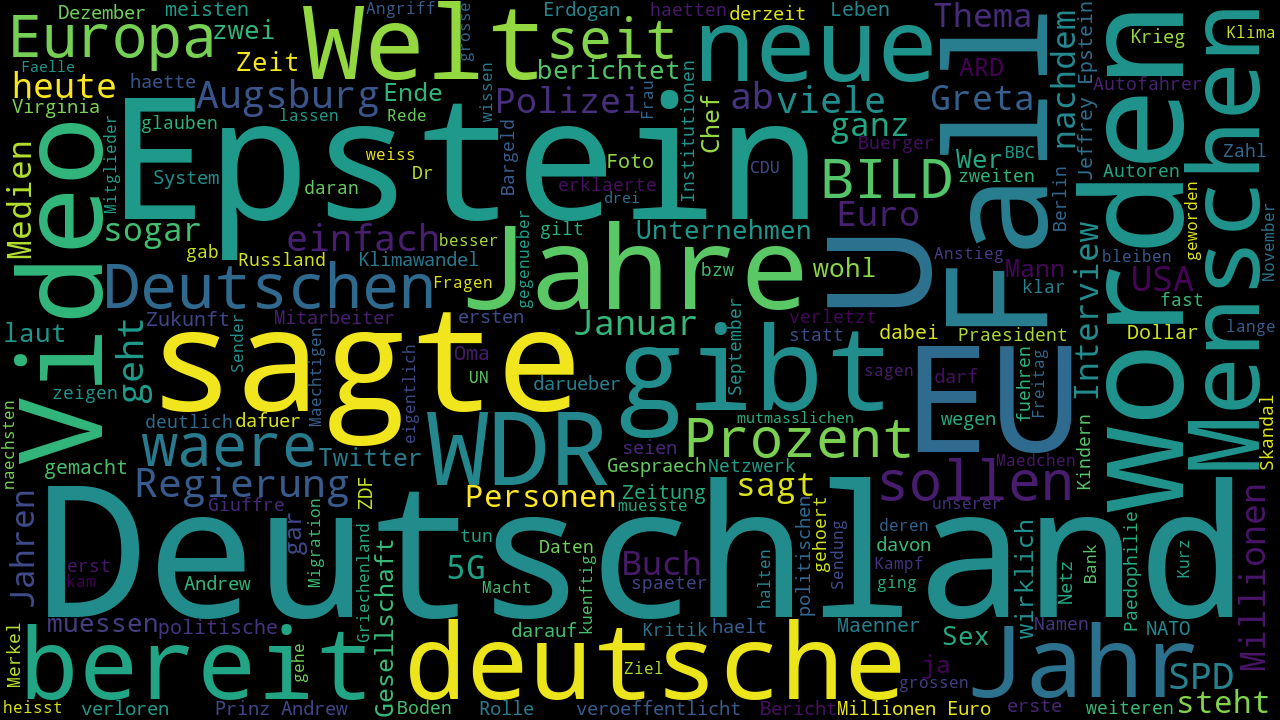 Dezember
meisten
Angriff
grosse
Erdogan
haetten
derzeit
Leben
Thema
Klima
Europa
zwei
Welt
seit
neue
Fall
worden
Menschen
Krieg
Faelle
Zeit
berichtet
ARD
nachdem
Jeffrey Epstein
heute
haette
Augsburg
Ende
Polizei
wissen
Institutionen
Frau
Chef
ab
viele
Greta
Autofahrer
Virginia
glauben
lassen
Rede
Epstein
ganz
Buerger
Wer
BBC
Zahl
Medien
Video
Mitglieder
System
weiss
daran
Dr
Bargeld
Foto
erklaerte
drei
CDU
BILD
zweiten
Autoren
geworden
November
sogar
einfach
besser
gab
Russland
Klimawandel
Fragen
gegenueber
gilt
Unternehmen
Euro
U
Anstieg
Mann
Berlin
bleiben
USA
Deutschen
Jahre
bzw
wohl
klar
fast
Interview
laut
geht
Zukunft
Mitarbeiter
ersten
Januar
verletzt
statt
dabei
Praesident
Dollar
lange
Sender
Maechtigen
sagte
Oma
UN
darueber
gibt
September
sagen
darf
EU
fuehren
Freitag
zeigen
naechsten
deutlich
dafuer
eigentlich
WDR
mutmasslichen
wegen
Skandal
waere
Twitter
seien
Prozent
gemacht
Gespraech
Netzwerk
Maedchen
Kindern
Regierung
ZDF
Personen
Zeitung
sagt
sollen
Jahren
Giuffre
muesste
unserer
Deutschland
gar
Migration
Griechenland
tun
Daten
politischen
gehoert
Sendung
deren
davon
wirklich
Millionen
erst
kam
Andrew
5G
Macht
Buch
spaeter
halten
Kampf
ging
Netz
Bank
Paedophilie
Kurz
Gesellschaft
kuenftig
muessen
politische
darauf
Kritik
haelt
Maenner
Sex
Namen
NATO
Merkel
bereit
gehe
deutsche
Ziel
ja
grossen
Jahr
SPD
heisst
verloren
Prinz Andrew
Boden
Rolle
veroeffentlicht
Bericht
Millionen Euro
erste
weiteren
steht